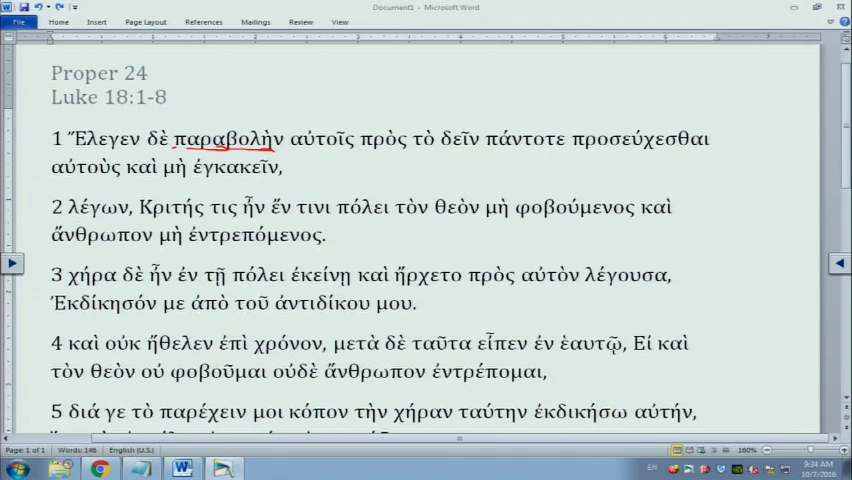 Document1 - Microsoft Word
File Home Insert Page Layout References Mailings Review View
Proper 24
Luke 18:1-8
1 Ἔλεγεν δὲ παραβολὴν αὐτοῖς πρὸς τὸ δεῖν πάντοτε προσεύχεσθαι
αὐτοὺς καὶ μὴ ἐγκακεῖν,
2 λέγων, Κριτής τις ἦν ἔν τινι πόλει τὸν θεὸν μὴ φοβούμενος καὶ
ἄνθρωπον μὴ ἐντρεπόμενος.
3 χήρα δὲ ἦν ἐν τῇ πόλει ἐκείνῃ καὶ ἤρχετο πρὸς αὐτὸν λέγουσα,
Ἐκδίκησόν με ἀπὸ τοῦ ἀντιδίκου μου.
4 καὶ οὐκ ἤθελεν ἐπὶ χρόνον, μετὰ δὲ ταῦτα εἶπεν ἐν ἑαυτῷ, Εἰ καὶ
τὸν θεὸν οὐ φοβοῦμαι οὐδὲ ἄνθρωπον ἐντρέπομαι,
5 διά γε τὸ παρέχειν μοι κόπον τὴν χήραν ταύτην ἐκδικήσω αὐτήν,
Page: 1 of 1 Words: 146 English (U.S.) 160%
EN 9:34 AM
10/7/2016